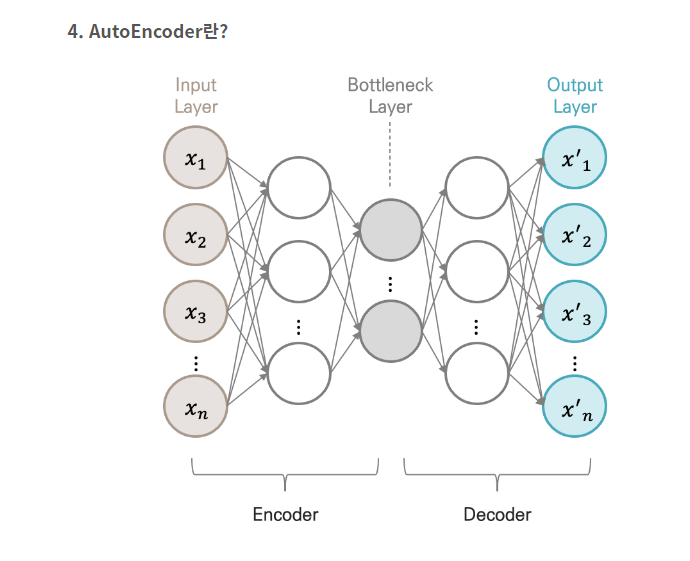 4. AutoEncoder란?
Input
Layer
Bottleneck
Layer
Output
Layer
x₁
x₂
x₃
⋮
xₙ
⋮
⋮
⋮
x′₁
x′₂
x′₃
⋮
x′ₙ
Encoder
Decoder